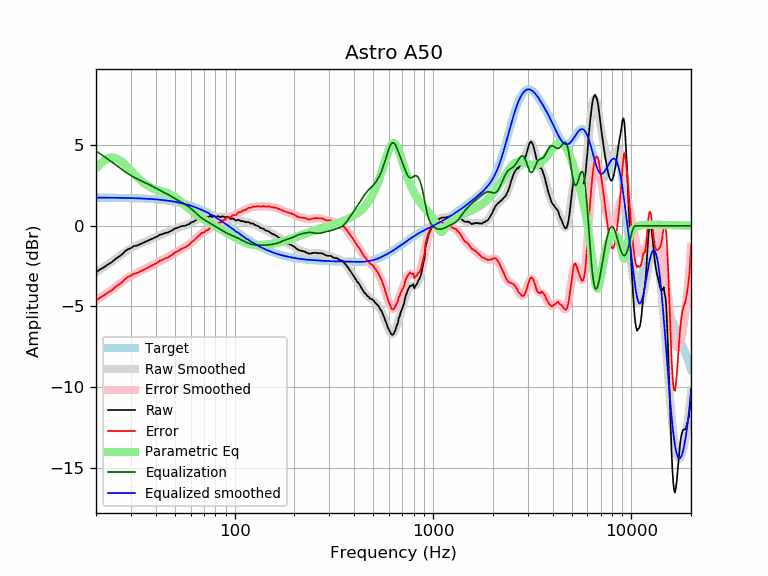 Astro A50
Amplitude (dBr)
5
0
−5
−10
−15
Target
Raw Smoothed
Error Smoothed
Raw
Error
Parametric Eq
Equalization
Equalized smoothed
100 1000 10000
Frequency (Hz)